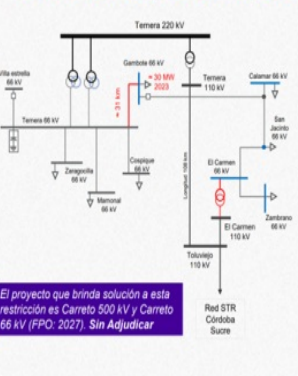 Ternera 220 kV
Villa estrella
66 kV
Gambote 66 kV
≈ 30 MW
2023
Ternera
110 kV
Calamar 66 kV
≈ 31 km
Ternera 66 kV
San
Jacinto
66 kV
Zaragocilla
66 kV
Cospique
66 kV
Mamonal
66 kV
Longitud 108 km
El Carmen
66 kV
Zambrano
66 kV
El Carmen
110 kV
Toluviejo
110 kV
El proyecto que brinda solución a esta
restricción es Carreto 500 kV y Carreto
66 kV (FPO: 2027). Sin Adjudicar
Red STR
Córdoba
Sucre